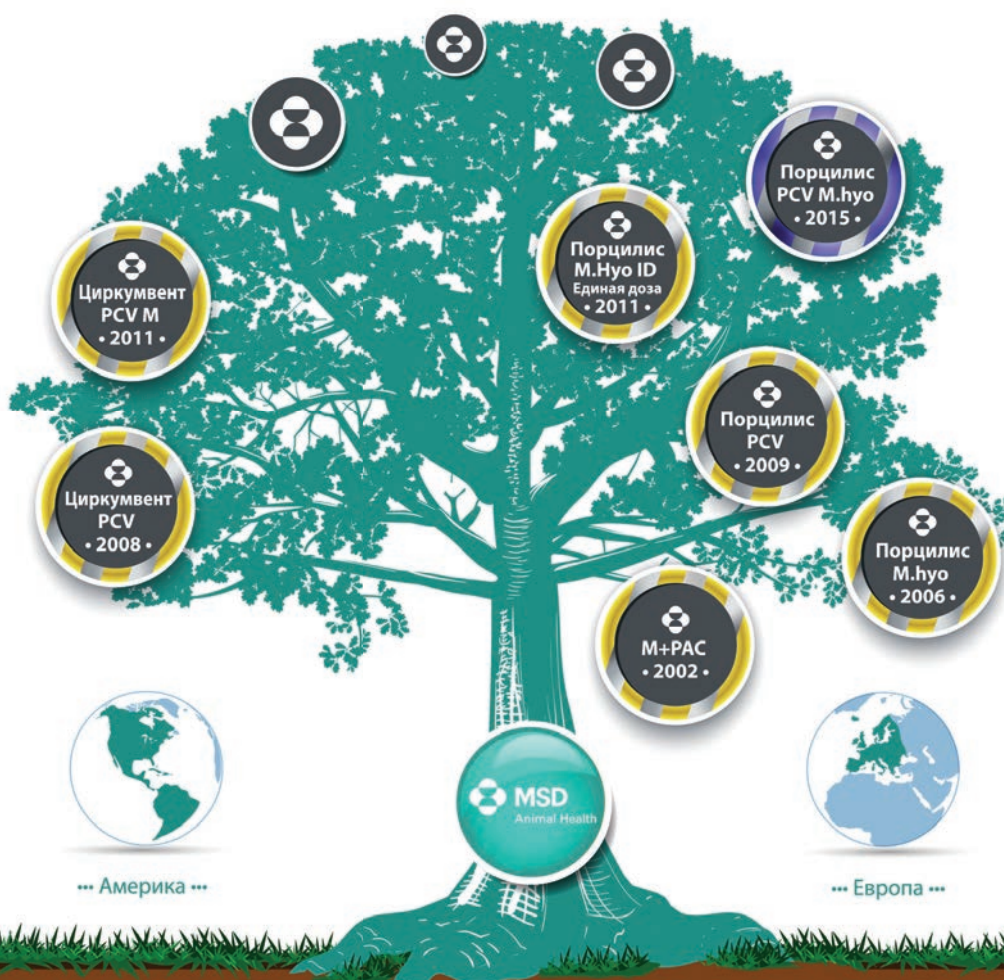 Порцилис
PCV M.hyo
• 2015 •
Порцилис
M.Hyo ID
Единая доза
• 2011 •
Циркумвент
PCV M
• 2011 •
Порцилис
PCV
• 2009 •
Циркумвент
PCV
• 2008 •
Порцилис
M.hyo
• 2006 •
M+PAC
• 2002 •
MSD
Animal Health
••• Америка •••
••• Европа •••